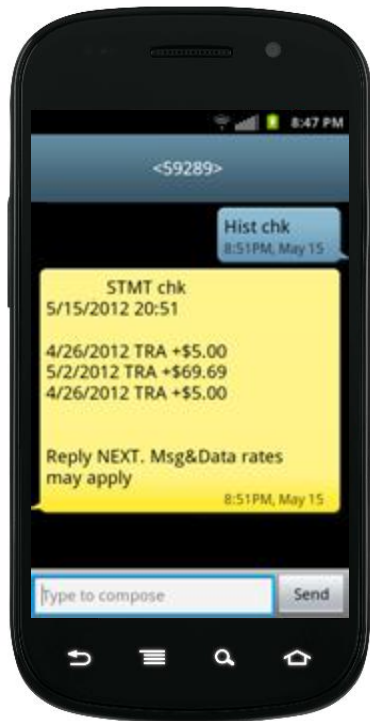 8:47 PM
<59289>
Hist chk
8:51PM, May 15
STMT chk
5/15/2012 20:51
4/26/2012 TRA +$5.00
5/2/2012 TRA +$69.69
4/26/2012 TRA +$5.00
Reply NEXT. Msg&Data rates
may apply
8:51PM, May 15
Type to compose
Send